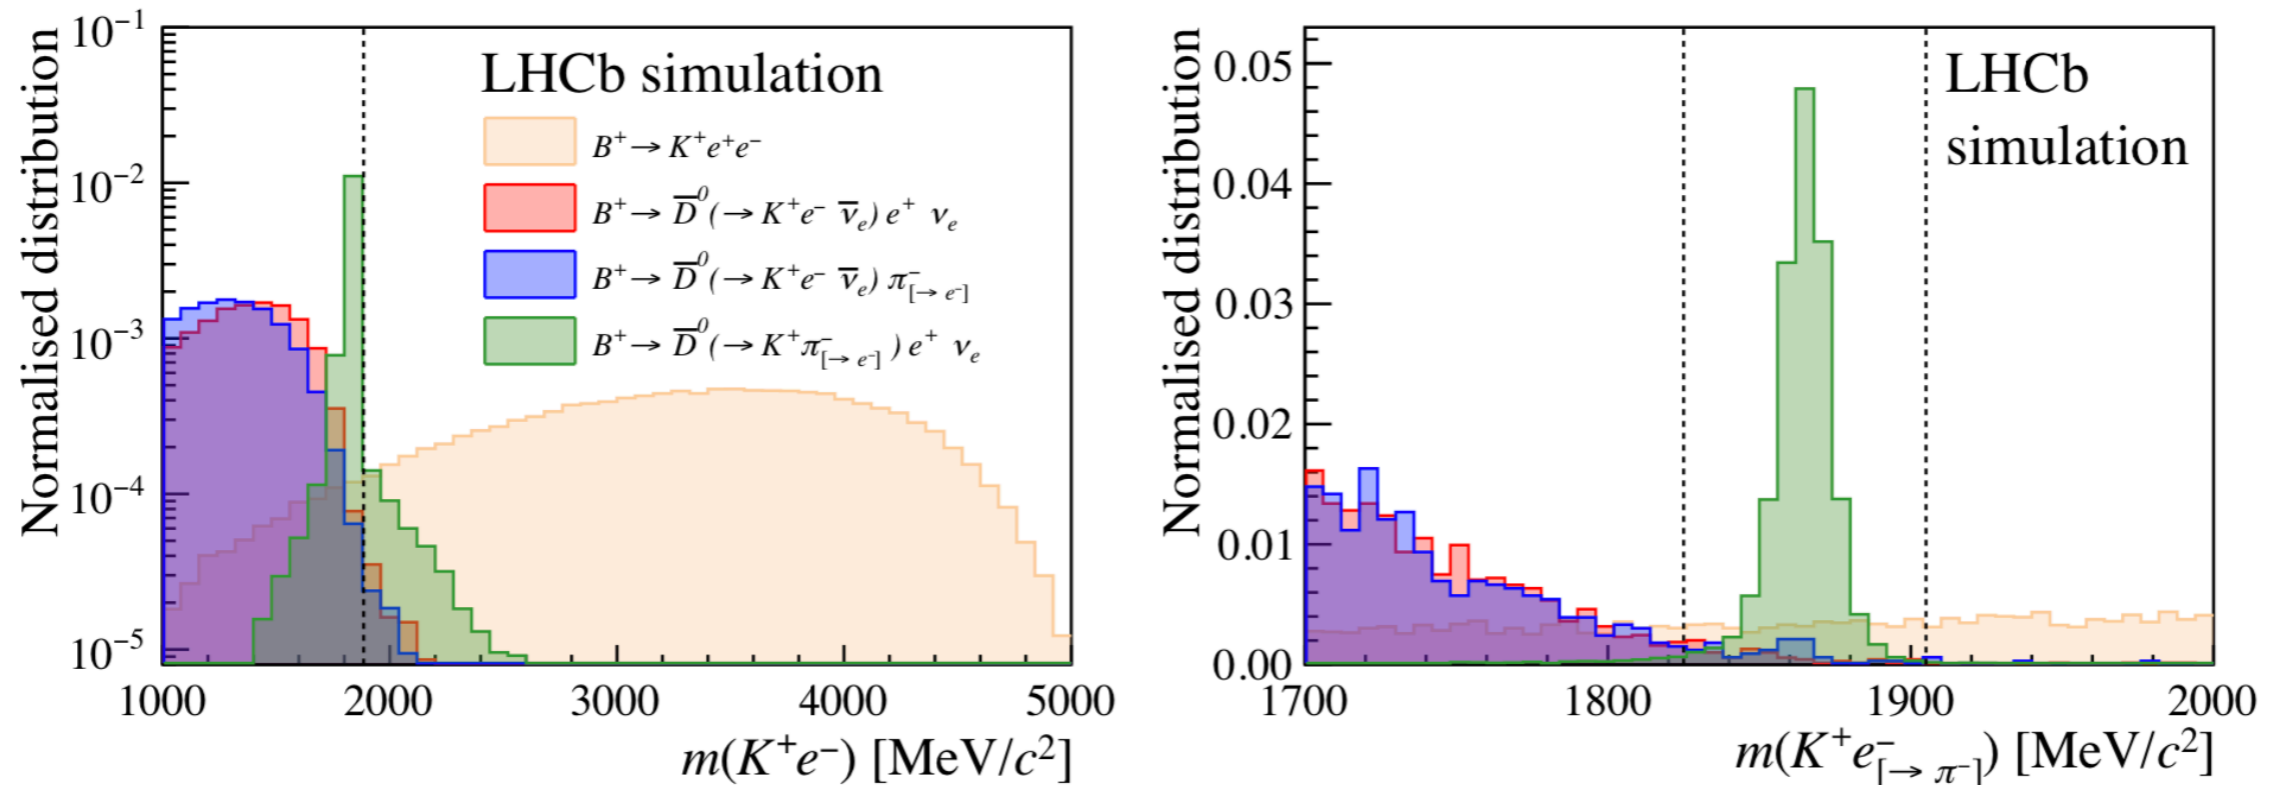 Normalised distribution
10⁻¹
10⁻²
10⁻³
10⁻⁴
10⁻⁵
LHCb simulation
B⁺→ K⁺e⁺e⁻
B⁺→ D̅⁰(→ K⁺e⁻ ν̅ₑ) e⁺ νₑ
B⁺→ D̅⁰(→ K⁺e⁻ ν̅ₑ) π⁻[→ e⁻]
B⁺→ D̅⁰(→ K⁺π⁻[→ e⁻] ) e⁺ νₑ
1000 2000 3000 4000 5000
m(K⁺e⁻) [MeV/c²]
Normalised distribution
0.05
0.04
0.03
0.02
0.01
0.00
LHCb
simulation
1700 1800 1900 2000
m(K⁺e⁻[→ π⁻]) [MeV/c²]